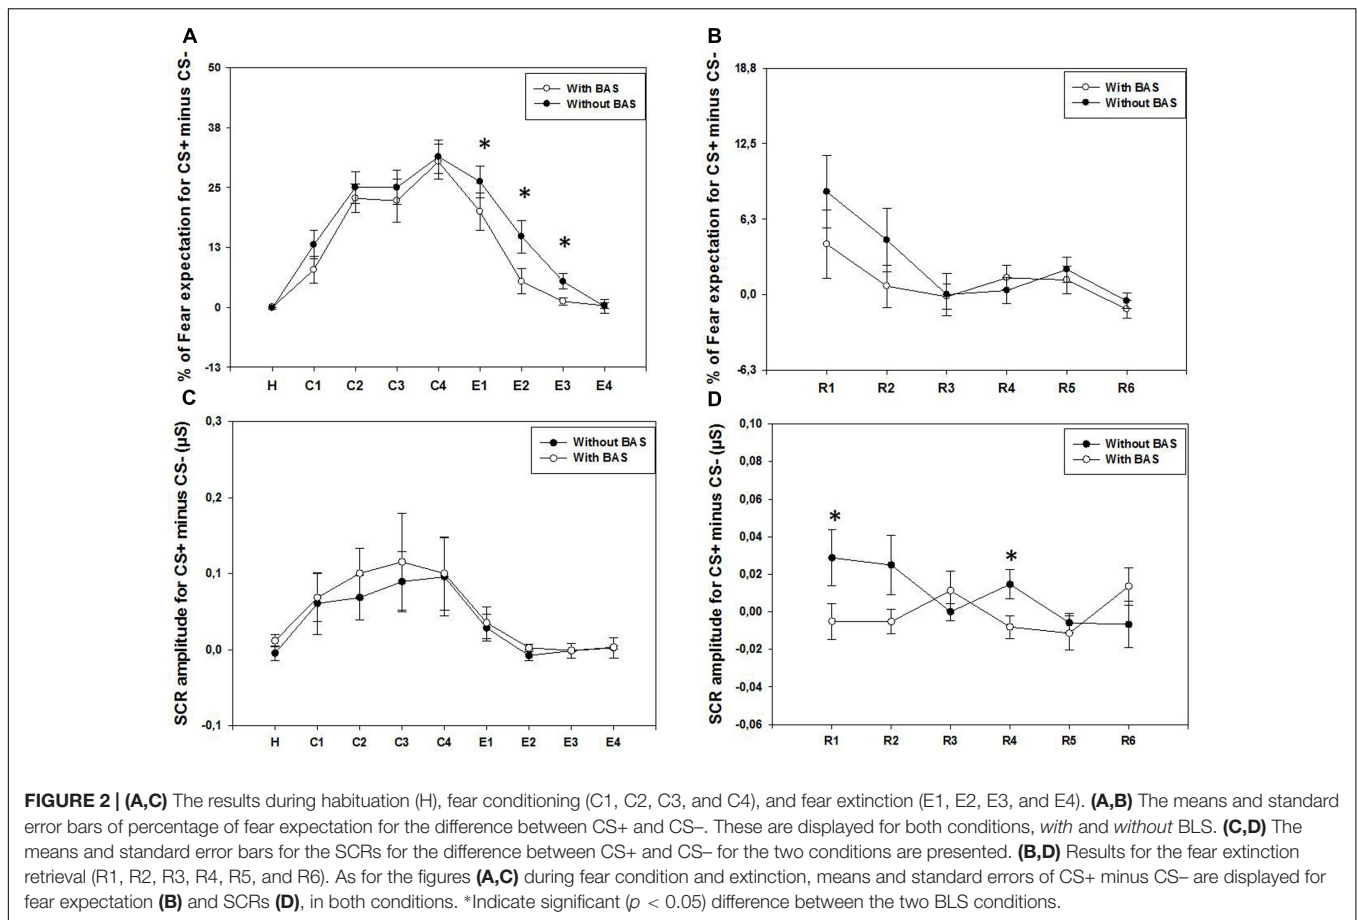 A
% of Fear expectation for CS+ minus CS-
50
38
25
13
0
-13
With BAS
Without BAS
*
*
*
H C1 C2 C3 C4 E1 E2 E3 E4
B
% of Fear expectation for CS+ minus CS-
18,8
12,5
6,3
0,0
-6,3
With BAS
Without BAS
R1 R2 R3 R4 R5 R6
C
SCR amplitude for CS+ minus CS- (µS)
0,3
0,2
0,1
0,0
-0,1
Without BAS
With BAS
H C1 C2 C3 C4 E1 E2 E3 E4
D
SCR amplitude for CS+ minus CS- (µS)
0,10
0,08
0,06
0,04
0,02
0,00
-0,02
-0,04
-0,06
Without BAS
With BAS
*
*
R1 R2 R3 R4 R5 R6
FIGURE 2 | (A,C) The results during habituation (H), fear conditioning (C1, C2, C3, and C4), and fear extinction (E1, E2, E3, and E4). (A,B) The means and standard
error bars of percentage of fear expectation for the difference between CS+ and CS–. These are displayed for both conditions, with and without BLS. (C,D) The
means and standard error bars for the SCRs for the difference between CS+ and CS– for the two conditions are presented. (B,D) Results for the fear extinction
retrieval (R1, R2, R3, R4, R5, and R6). As for the figures (A,C) during fear condition and extinction, means and standard errors of CS+ minus CS– are displayed for
fear expectation (B) and SCRs (D), in both conditions. *Indicate significant (p < 0.05) difference between the two BLS conditions.